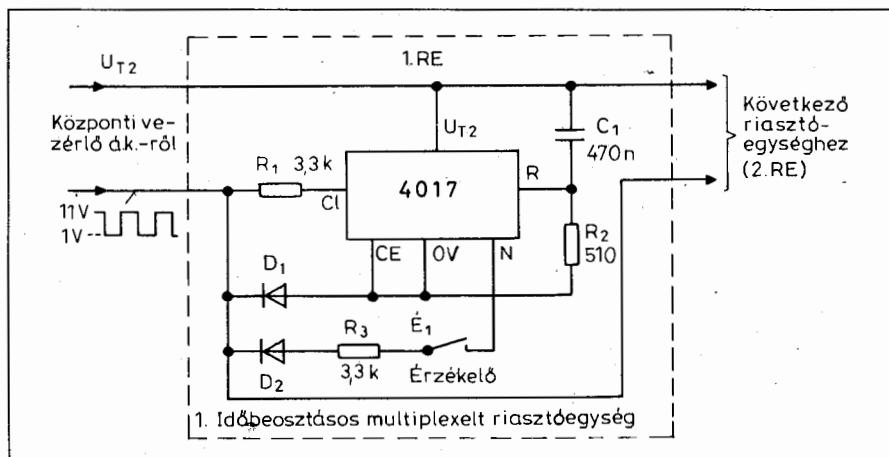 U_T2
1.RE
Központi ve-
zérlő á.k.-ről
11V
1V
R₁ 3,3k
Cl
U_T2
4017
R
CE
0V
N
C₁
470n
R₂
510
D₁
D₂
R₃
3,3k
É₁
Érzékelő
Következő
riasztó-
egységhez
(2.RE)
1. Időbeosztásos multiplexelt riasztóegység